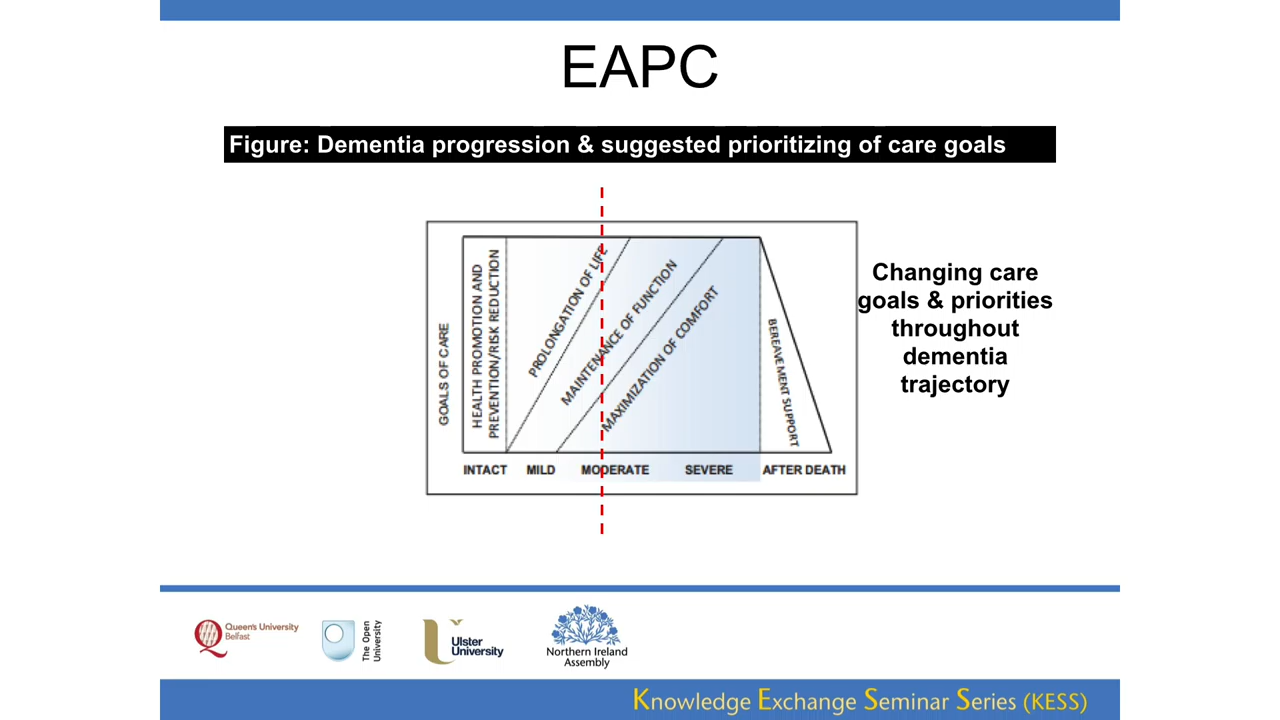 EAPC
Figure: Dementia progression & suggested prioritizing of care goals
GOALS OF CARE
HEALTH PROMOTION AND
PREVENTION/RISK REDUCTION
PROLONGATION OF LIFE
MAINTENANCE OF FUNCTION
MAXIMIZATION OF COMFORT
BEREAVEMENT SUPPORT
INTACT MILD MODERATE SEVERE AFTER DEATH
Changing care
goals & priorities
throughout
dementia
trajectory
Queen's University
Belfast
The Open
University
Ulster
University
Northern Ireland
Assembly
Knowledge Exchange Seminar Series (KESS)